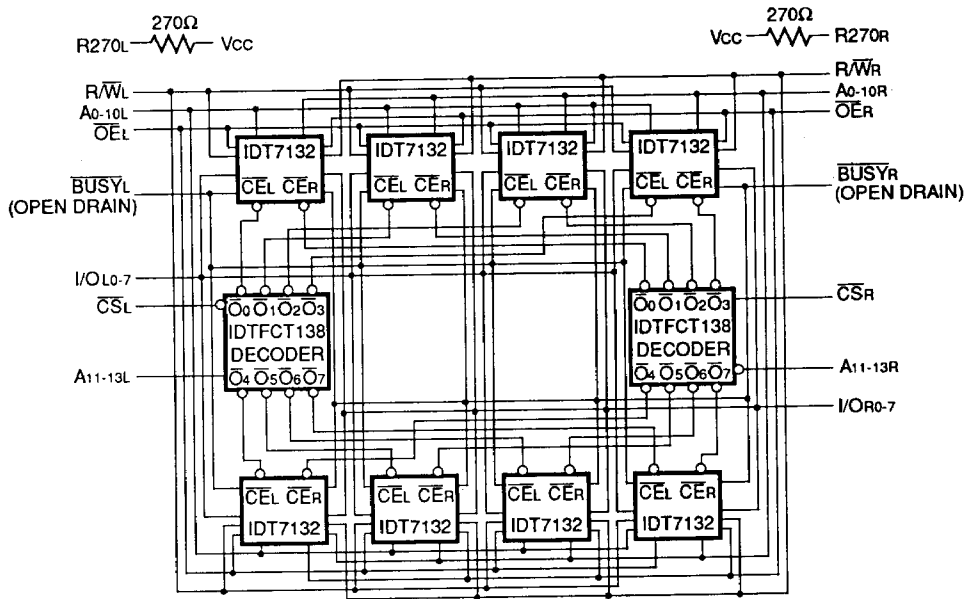 270Ω
R270L VCC
270Ω
VCC R270R
R/W̅L
A0-10L
O̅E̅L
B̅U̅S̅Y̅L
(OPEN DRAIN)
I/OL0-7
C̅S̅L
A11-13L
R/W̅R
A0-10R
O̅E̅R
B̅U̅S̅Y̅R
(OPEN DRAIN)
C̅S̅R
A11-13R
I/OR0-7
IDT7132
C̅E̅L C̅E̅R
IDT7132
C̅E̅L C̅E̅R
IDT7132
C̅E̅L C̅E̅R
IDT7132
C̅E̅L C̅E̅R
O̅0 O̅1 O̅2 O̅3
IDTFCT138
DECODER
O̅4 O̅5 O̅6 O̅7
O̅0 O̅1 O̅2 O̅3
IDTFCT138
DECODER
O̅4 O̅5 O̅6 O̅7
C̅E̅L C̅E̅R
IDT7132
C̅E̅L C̅E̅R
IDT7132
C̅E̅L C̅E̅R
IDT7132
C̅E̅L C̅E̅R
IDT7132